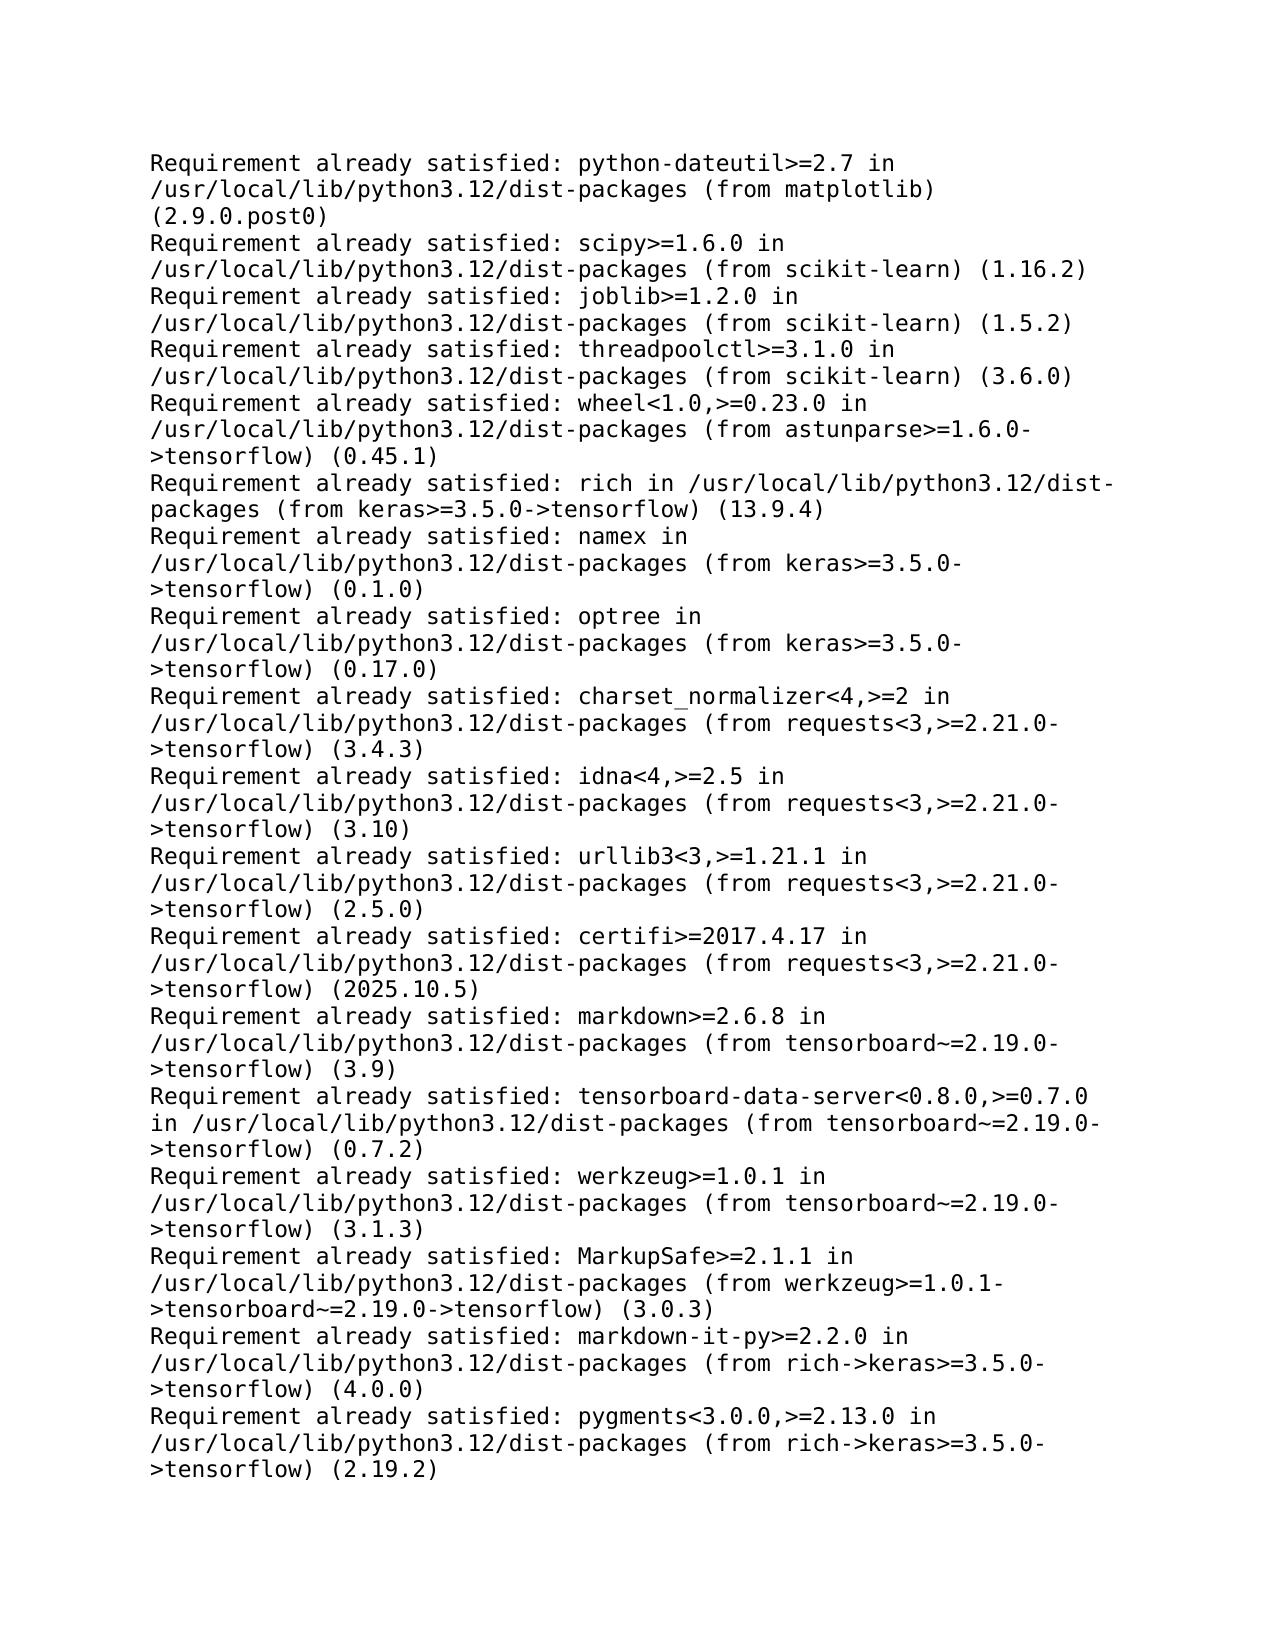 Requirement already satisfied: python-dateutil>=2.7 in
/usr/local/lib/python3.12/dist-packages (from matplotlib)
(2.9.0.post0)
Requirement already satisfied: scipy>=1.6.0 in
/usr/local/lib/python3.12/dist-packages (from scikit-learn) (1.16.2)
Requirement already satisfied: joblib>=1.2.0 in
/usr/local/lib/python3.12/dist-packages (from scikit-learn) (1.5.2)
Requirement already satisfied: threadpoolctl>=3.1.0 in
/usr/local/lib/python3.12/dist-packages (from scikit-learn) (3.6.0)
Requirement already satisfied: wheel<1.0,>=0.23.0 in
/usr/local/lib/python3.12/dist-packages (from astunparse>=1.6.0-
>tensorflow) (0.45.1)
Requirement already satisfied: rich in /usr/local/lib/python3.12/dist-
packages (from keras>=3.5.0->tensorflow) (13.9.4)
Requirement already satisfied: namex in
/usr/local/lib/python3.12/dist-packages (from keras>=3.5.0-
>tensorflow) (0.1.0)
Requirement already satisfied: optree in
/usr/local/lib/python3.12/dist-packages (from keras>=3.5.0-
>tensorflow) (0.17.0)
Requirement already satisfied: charset_normalizer<4,>=2 in
/usr/local/lib/python3.12/dist-packages (from requests<3,>=2.21.0-
>tensorflow) (3.4.3)
Requirement already satisfied: idna<4,>=2.5 in
/usr/local/lib/python3.12/dist-packages (from requests<3,>=2.21.0-
>tensorflow) (3.10)
Requirement already satisfied: urllib3<3,>=1.21.1 in
/usr/local/lib/python3.12/dist-packages (from requests<3,>=2.21.0-
>tensorflow) (2.5.0)
Requirement already satisfied: certifi>=2017.4.17 in
/usr/local/lib/python3.12/dist-packages (from requests<3,>=2.21.0-
>tensorflow) (2025.10.5)
Requirement already satisfied: markdown>=2.6.8 in
/usr/local/lib/python3.12/dist-packages (from tensorboard~=2.19.0-
>tensorflow) (3.9)
Requirement already satisfied: tensorboard-data-server<0.8.0,>=0.7.0
in /usr/local/lib/python3.12/dist-packages (from tensorboard~=2.19.0-
>tensorflow) (0.7.2)
Requirement already satisfied: werkzeug>=1.0.1 in
/usr/local/lib/python3.12/dist-packages (from tensorboard~=2.19.0-
>tensorflow) (3.1.3)
Requirement already satisfied: MarkupSafe>=2.1.1 in
/usr/local/lib/python3.12/dist-packages (from werkzeug>=1.0.1-
>tensorboard~=2.19.0->tensorflow) (3.0.3)
Requirement already satisfied: markdown-it-py>=2.2.0 in
/usr/local/lib/python3.12/dist-packages (from rich->keras>=3.5.0-
>tensorflow) (4.0.0)
Requirement already satisfied: pygments<3.0.0,>=2.13.0 in
/usr/local/lib/python3.12/dist-packages (from rich->keras>=3.5.0-
>tensorflow) (2.19.2)